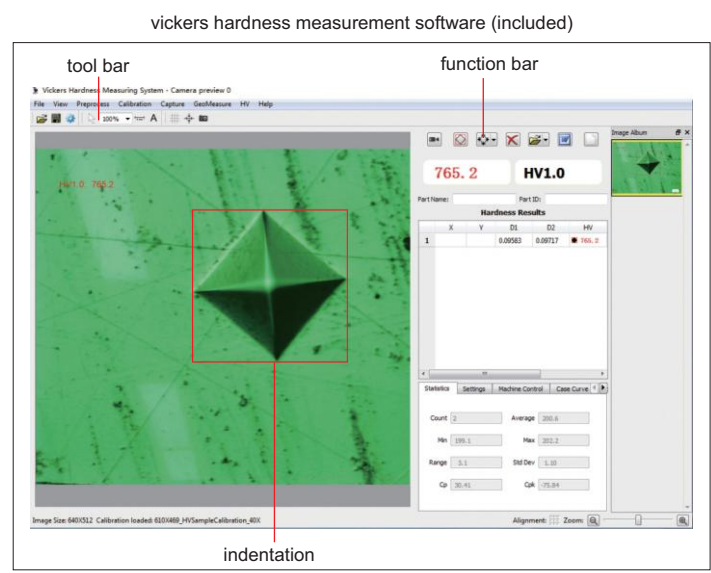 vickers hardness measurement software (included)
tool bar
function bar
Vickers Hardness Measuring System - Camera preview 0
File View Preprocess Calibration Capture GeoMeasure HV Help
100% A
Image Album
HV1.0 765.2
765.2 HV1.0
Part Name: Part ID:
Hardness Results
X Y D1 D2 HV
1 0.09563 0.09717 765.2
Statistics Settings Machine Control Case Curve
Count 2 Average 200.6
Min 199.1 Max 202.2
Range 3.1 Std Dev 1.10
Cp 30.41 Cpk -75.84
Image Size: 640X512 Calibration loaded: 610X469_HVSampleCalibration_40X
Alignment: Zoom:
indentation